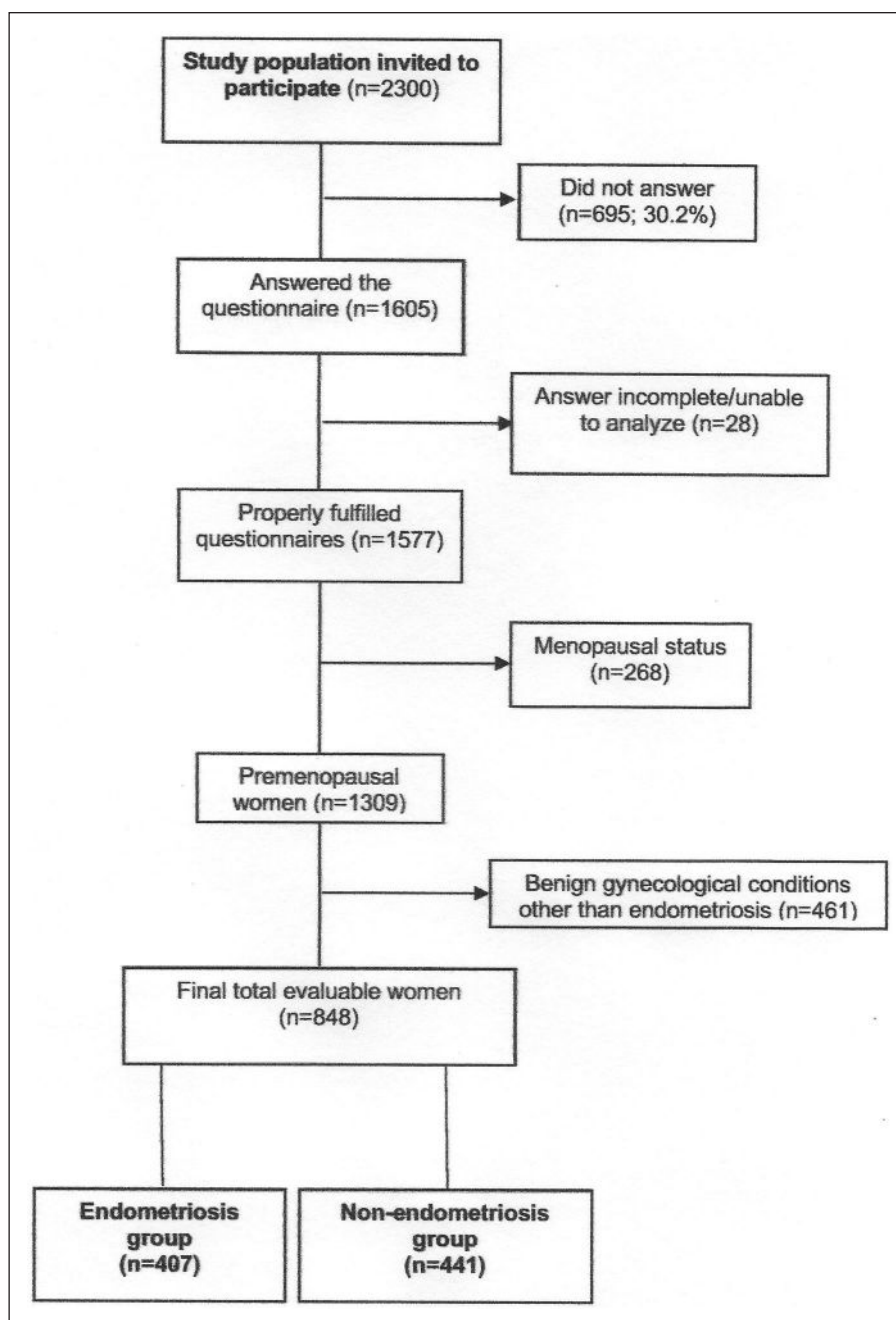 Study population invited to
participate (n=2300)
Did not answer
(n=695; 30.2%)
Answered the
questionnaire (n=1605)
Answer incomplete/unable
to analyze (n=28)
Properly fulfilled
questionnaires (n=1577)
Menopausal status
(n=268)
Premenopausal
women (n=1309)
Benign gynecological conditions
other than endometriosis (n=461)
Final total evaluable women
(n=848)
Endometriosis
group
(n=407)
Non-endometriosis
group
(n=441)